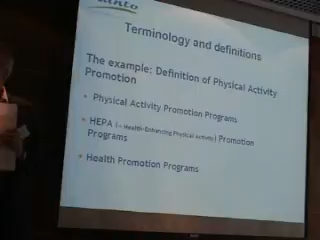 Terminology and definitions
The example: Definition of Physical Activity
Promotion
• Physical Activity Promotion Programs
• HEPA (= Health-Enhancing Physical Activity) Promotion
Programs
• Health Promotion Programs